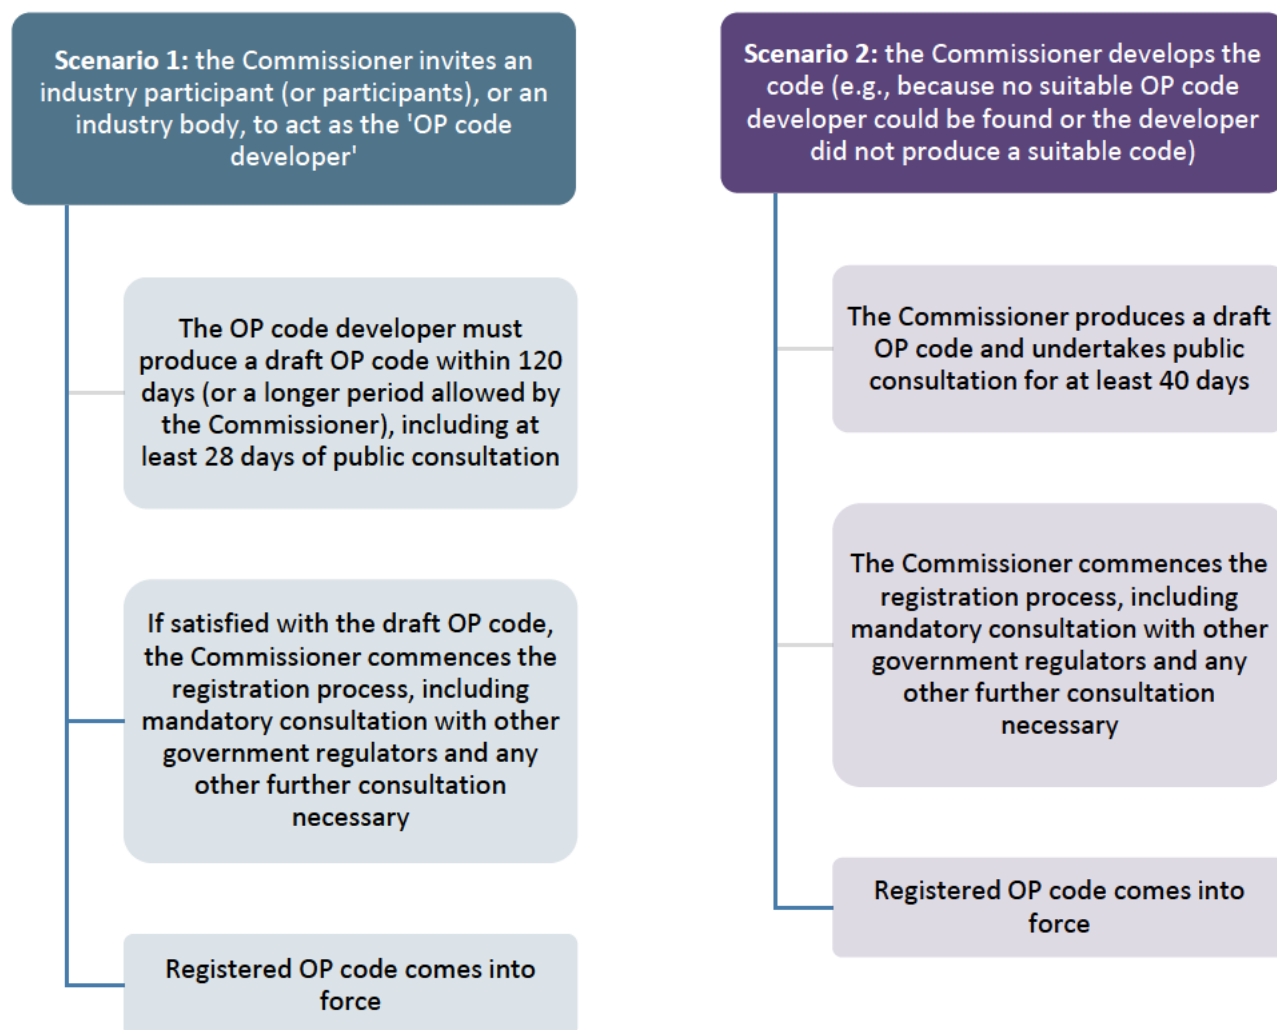 Scenario 1: the Commissioner invites an
industry participant (or participants), or an
industry body, to act as the 'OP code
developer'
The OP code developer must
produce a draft OP code within 120
days (or a longer period allowed by
the Commissioner), including at
least 28 days of public consultation
If satisfied with the draft OP code,
the Commissioner commences the
registration process, including
mandatory consultation with other
government regulators and any
other further consultation
necessary
Registered OP code comes into
force
Scenario 2: the Commissioner develops the
code (e.g., because no suitable OP code
developer could be found or the developer
did not produce a suitable code)
The Commissioner produces a draft
OP code and undertakes public
consultation for at least 40 days
The Commissioner commences the
registration process, including
mandatory consultation with other
government regulators and any
other further consultation
necessary
Registered OP code comes into
force